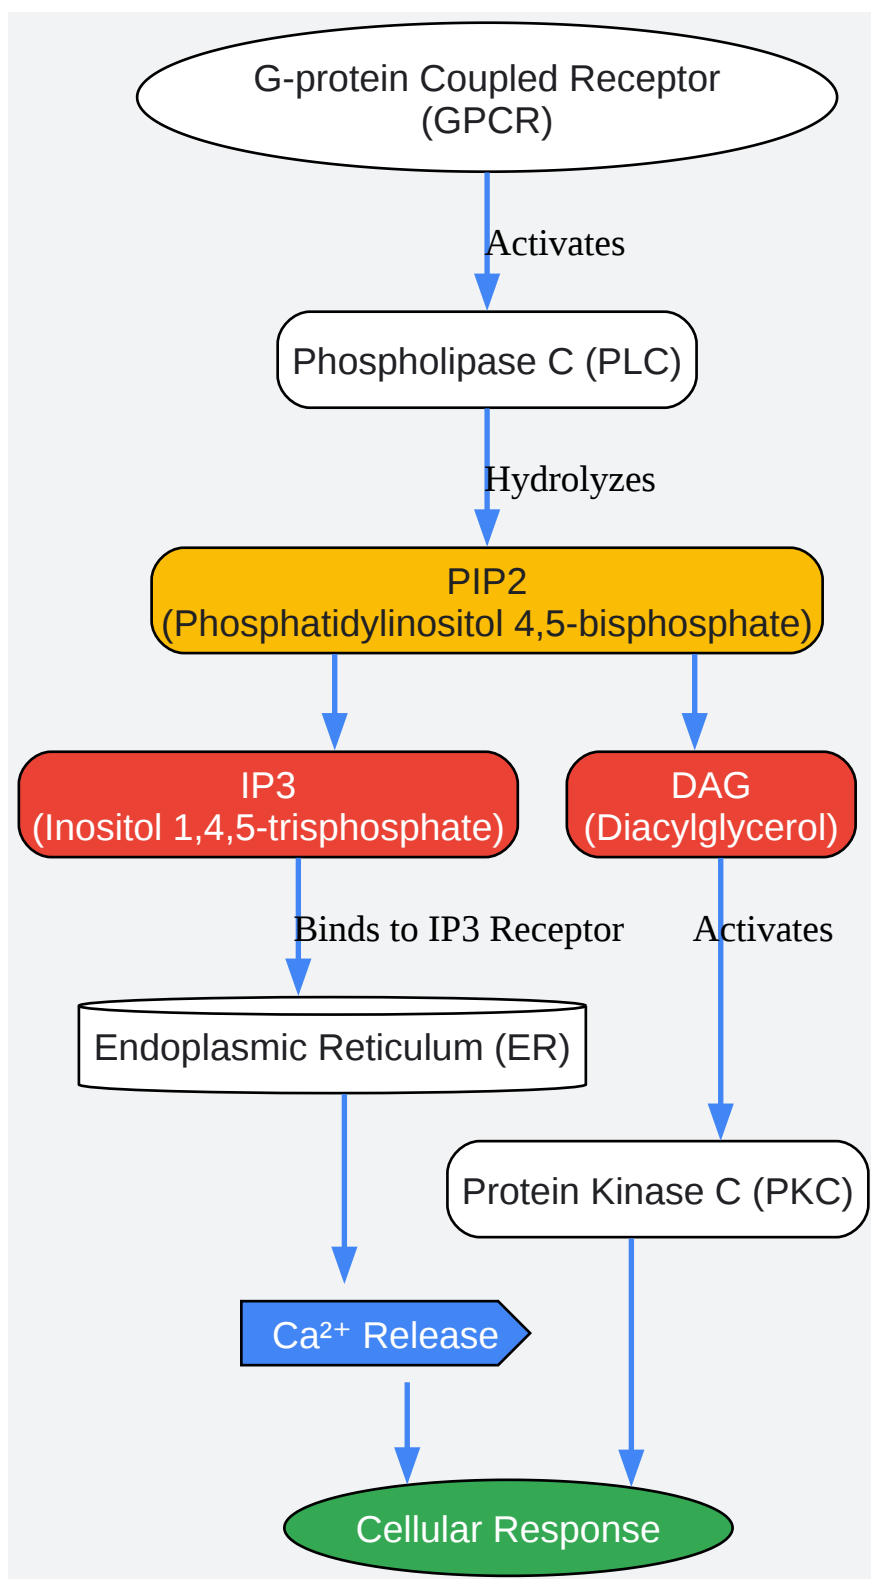 G-protein Coupled Receptor
(GPCR)
Activates
Phospholipase C (PLC)
Hydrolyzes
PIP2
(Phosphatidylinositol 4,5-bisphosphate)
IP3
(Inositol 1,4,5-trisphosphate)
DAG
(Diacylglycerol)
Binds to IP3 Receptor
Activates
Endoplasmic Reticulum (ER)
Protein Kinase C (PKC)
Ca²⁺ Release
Cellular Response